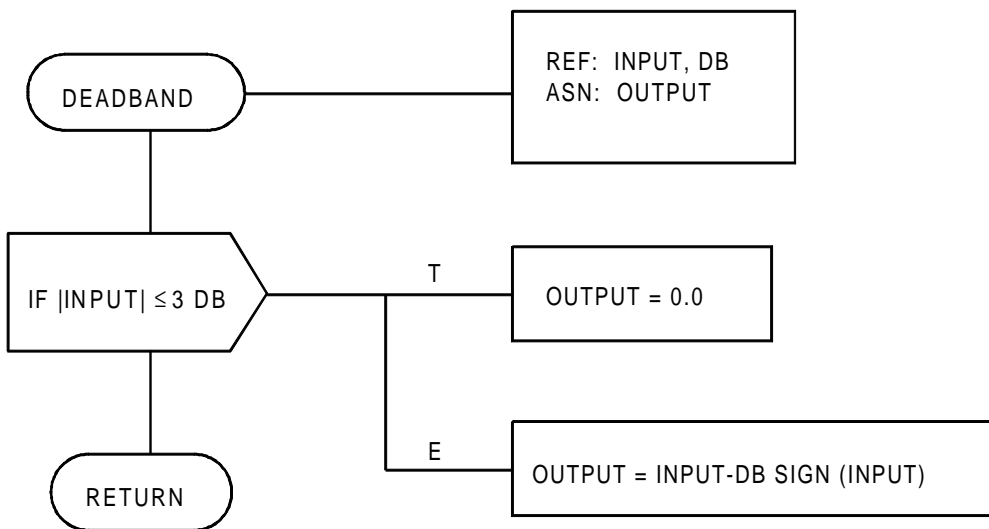 DEADBAND
REF: INPUT, DB
ASN: OUTPUT
IF |INPUT| ≤ 3 DB
T
OUTPUT = 0.0
E
OUTPUT = INPUT-DB SIGN (INPUT)
RETURN